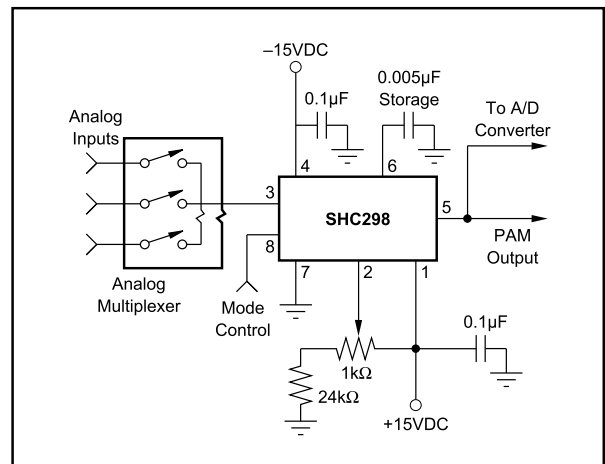 –15VDC
0.1µF
0.005µF
Storage
To A/D
Converter
Analog
Inputs
4
6
3
5
SHC298
8
PAM
Output
7
2
1
Analog
Multiplexer
Mode
Control
0.1µF
1kΩ
24kΩ
+15VDC